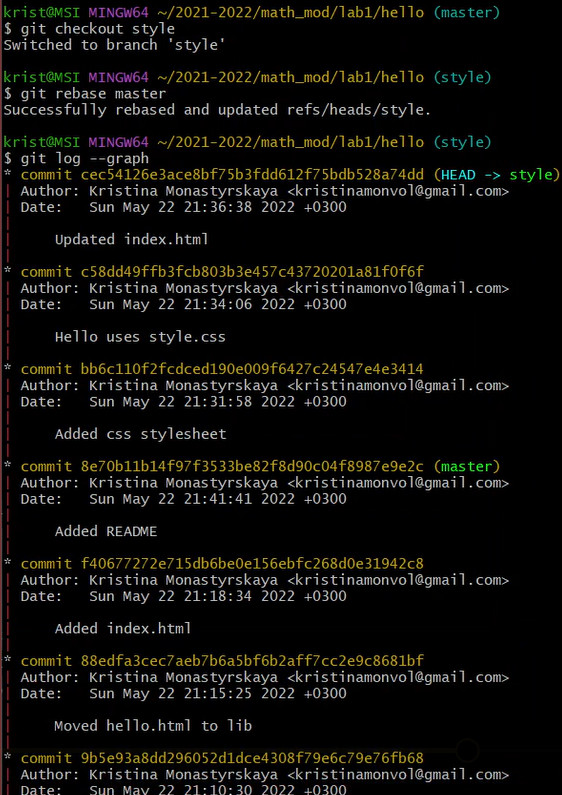 krist@MSI MINGW64 ~/2021-2022/math_mod/lab1/hello (master)
$ git checkout style
Switched to branch 'style'
krist@MSI MINGW64 ~/2021-2022/math_mod/lab1/hello (style)
$ git rebase master
Successfully rebased and updated refs/heads/style.
krist@MSI MINGW64 ~/2021-2022/math_mod/lab1/hello (style)
$ git log --graph
* commit cec54126e3ace8bf75b3fdd612f75bdb528a74dd (HEAD -> style)
| Author: Kristina Monastyrskaya <kristinamonvol@gmail.com>
| Date:   Sun May 22 21:36:38 2022 +0300
|
|     Updated index.html
|
* commit c58dd49ffb3fcb803b3e457c43720201a81f0f6f
| Author: Kristina Monastyrskaya <kristinamonvol@gmail.com>
| Date:   Sun May 22 21:34:06 2022 +0300
|
|     Hello uses style.css
|
* commit bb6c110f2fcdced190e009f6427c24547e4e3414
| Author: Kristina Monastyrskaya <kristinamonvol@gmail.com>
| Date:   Sun May 22 21:31:58 2022 +0300
|
|     Added css stylesheet
|
* commit 8e70b11b14f97f3533be82f8d90c04f8987e9e2c (master)
| Author: Kristina Monastyrskaya <kristinamonvol@gmail.com>
| Date:   Sun May 22 21:41:41 2022 +0300
|
|     Added README
|
* commit f40677272e715db6be0e156ebfc268d0e31942c8
| Author: Kristina Monastyrskaya <kristinamonvol@gmail.com>
| Date:   Sun May 22 21:18:34 2022 +0300
|
|     Added index.html
|
* commit 88edfa3cec7aeb7b6a5bf6b2aff7cc2e9c8681bf
| Author: Kristina Monastyrskaya <kristinamonvol@gmail.com>
| Date:   Sun May 22 21:15:25 2022 +0300
|
|     Moved hello.html to lib
|
* commit 9b5e93a8dd296052d1dce4308f79e6c79e76fb68
| Author: Kristina Monastyrskaya <kristinamonvol@gmail.com>
| Date:   Sun May 22 21:10:30 2022 +0300